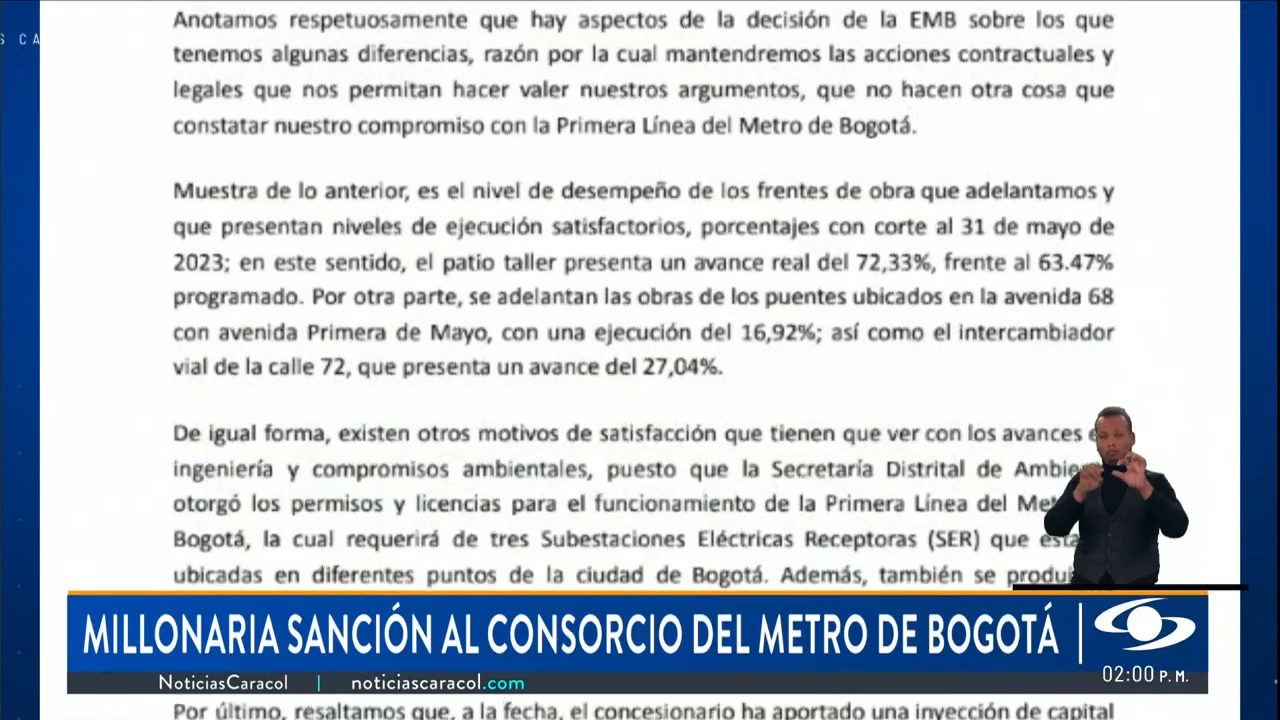 S CA
Anotamos respetuosamente que hay aspectos de la decisión de la EMB sobre los que
tenemos algunas diferencias, razón por la cual mantendremos las acciones contractuales y
legales que nos permitan hacer valer nuestros argumentos, que no hacen otra cosa que
constatar nuestro compromiso con la Primera Línea del Metro de Bogotá.
Muestra de lo anterior, es el nivel de desempeño de los frentes de obra que adelantamos y
que presentan niveles de ejecución satisfactorios, porcentajes con corte al 31 de mayo de
2023; en este sentido, el patio taller presenta un avance real del 72,33%, frente al 63.47%
programado. Por otra parte, se adelantan las obras de los puentes ubicados en la avenida 68
con avenida Primera de Mayo, con una ejecución del 16,92%; así como el intercambiador
vial de la calle 72, que presenta un avance del 27,04%.
De igual forma, existen otros motivos de satisfacción que tienen que ver con los avances
ingeniería y compromisos ambientales, puesto que la Secretaría Distrital de Ambie
otorgó los permisos y licencias para el funcionamiento de la Primera Línea del Me
Bogotá, la cual requerirá de tres Subestaciones Eléctricas Receptoras (SER) que est
ubicadas en diferentes puntos de la ciudad de Bogotá. Además, también se produ
MILLONARIA SANCIÓN AL CONSORCIO DEL METRO DE BOGOTÁ
02:00 P. M.
NoticiasCaracol | noticiascaracol.com
Por último, resaltamos que, a la fecha, el concesionario ha aportado una inyección de capital